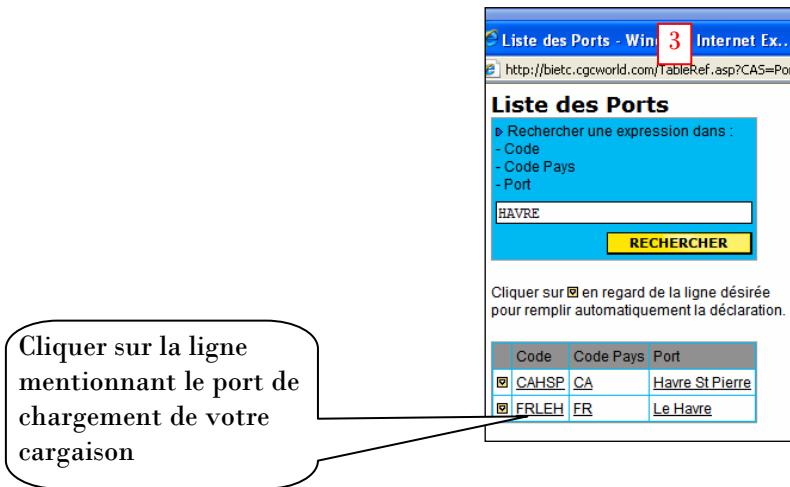 Liste des Ports - Win 3 Internet Ex..
http://bietc.cgcworld.com/TableRef.asp?CAS=Po
Liste des Ports
Rechercher une expression dans :
- Code
- Code Pays
- Port
HAVRE
RECHERCHER
Cliquer sur en regard de la ligne désirée
pour remplir automatiquement la déclaration.
Code Code Pays Port
CAHSP CA Havre St Pierre
FRLEH FR Le Havre
Cliquer sur la ligne
mentionnant le port de
chargement de votre
cargaison